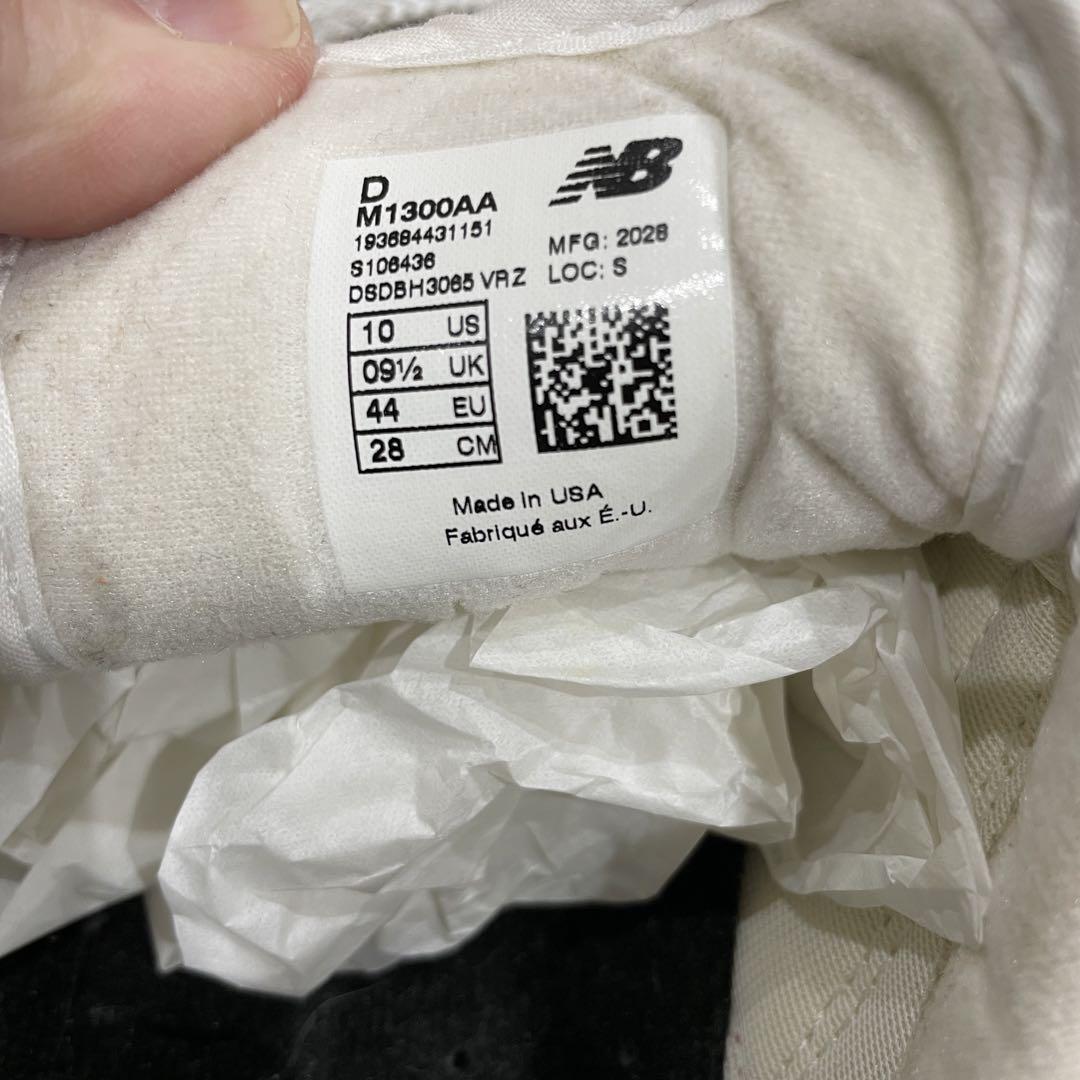 D
M1300AA
193684431151
S106436
DSDBH3065 VRZ
10 US
09½ UK
44 EU
28 CM
NB
MFG: 2028
LOC: S
Made in USA
Fabriqué aux É.-U.